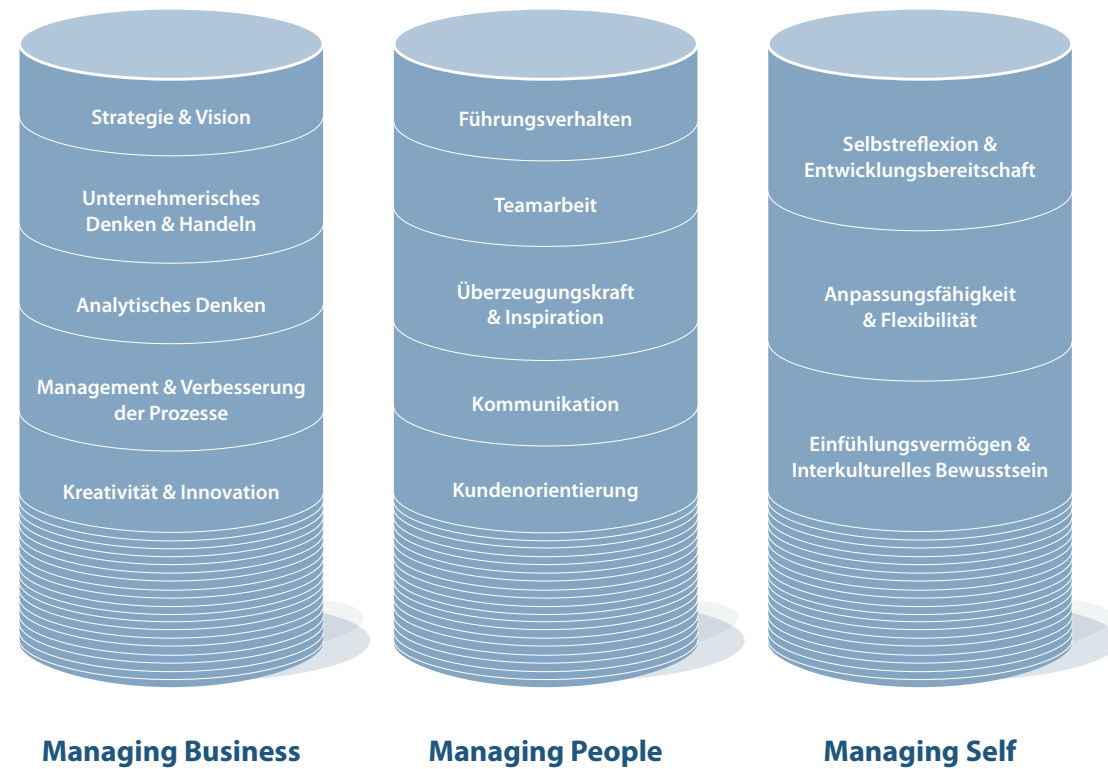 Strategie & Vision
Unternehmerisches
Denken & Handeln
Analytisches Denken
Management & Verbesserung
der Prozesse
Kreativität & Innovation
Managing Business
Führungsverhalten
Teamarbeit
Überzeugungskraft
& Inspiration
Kommunikation
Kundenorientierung
Managing People
Selbstreflexion &
Entwicklungsbereitschaft
Anpassungsfähigkeit
& Flexibilität
Einfühlungsvermögen &
Interkulturelles Bewusstsein
Managing Self